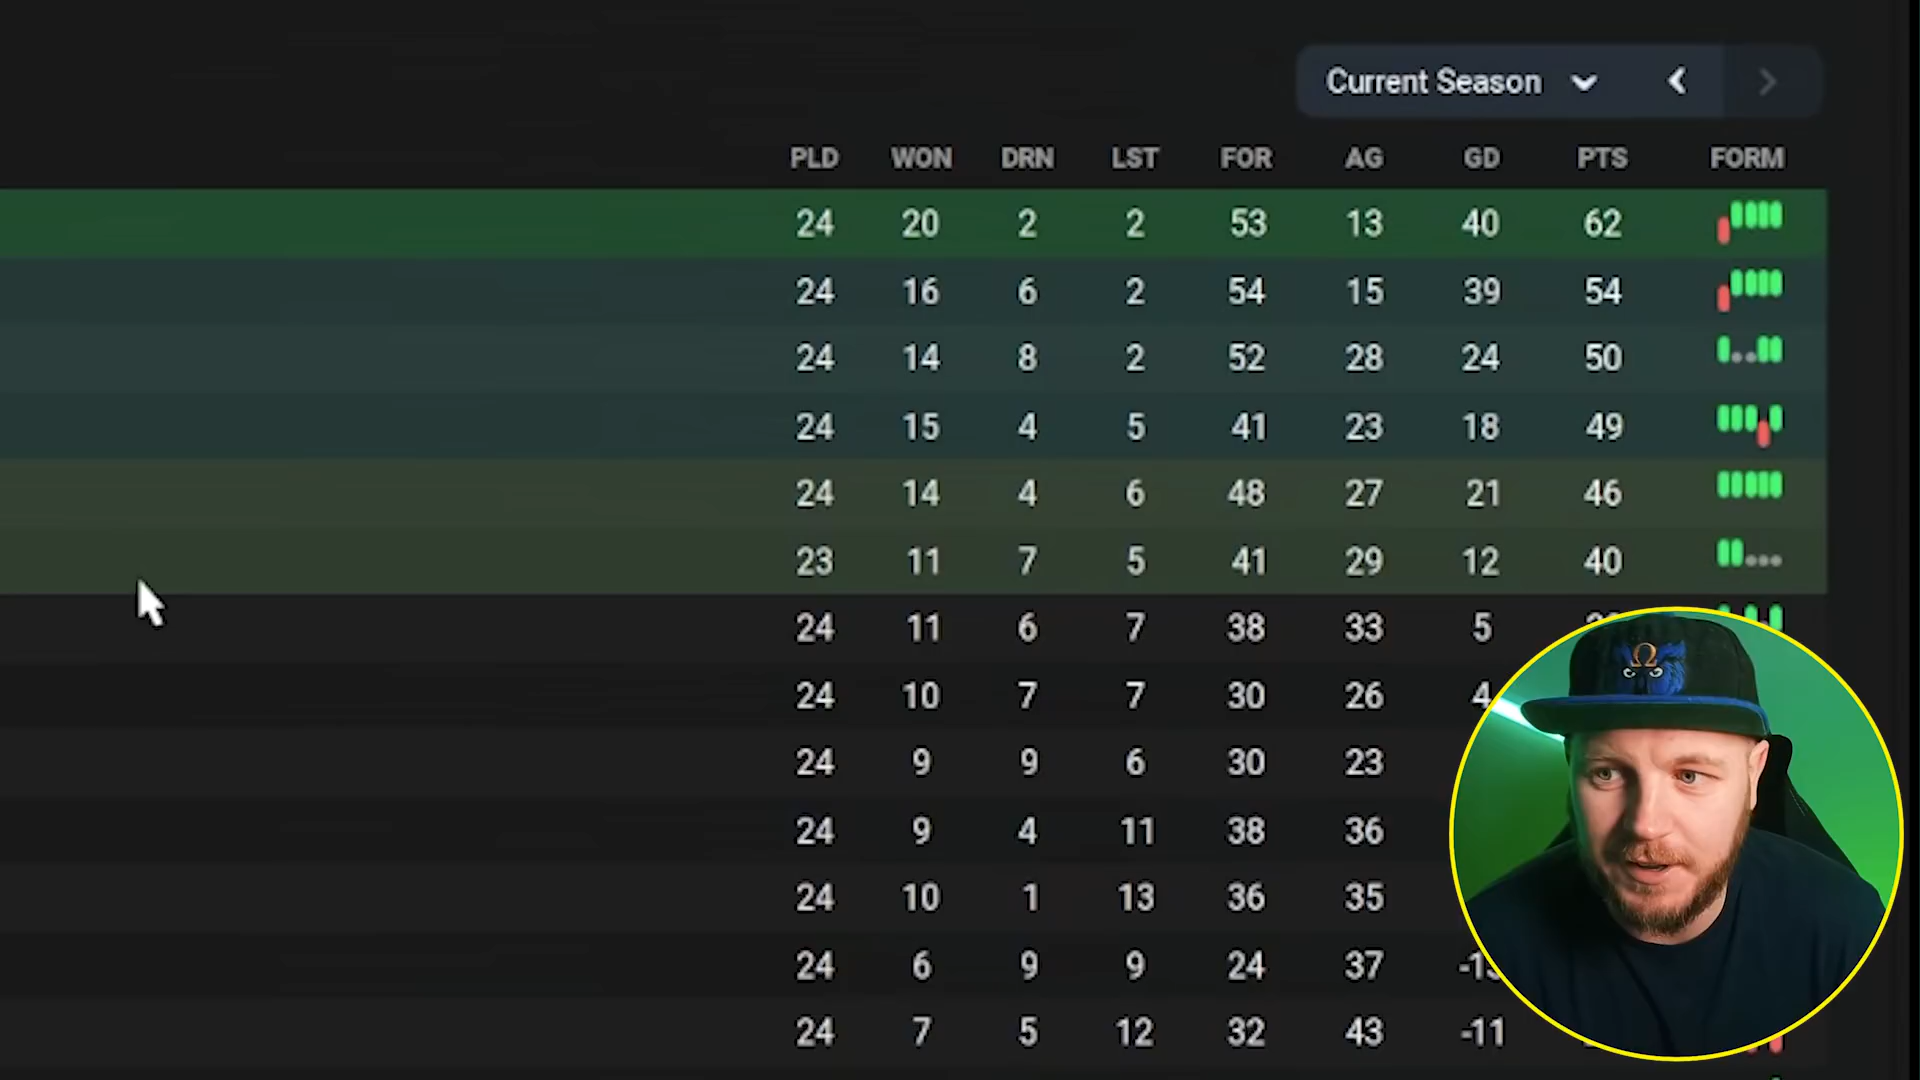 Current Season
PLD WON DRN LST FOR AG GD PTS FORM
24 20 2 2 53 13 40 62
24 16 6 2 54 15 39 54
24 14 8 2 52 28 24 50
24 15 4 5 41 23 18 49
24 14 4 6 48 27 21 46
23 11 7 5 41 29 12 40
24 11 6 7 38 33 5
24 10 7 7 30 26 4
24 9 9 6 30 23
24 9 4 11 38 36
24 10 1 13 36 35
24 6 9 9 24 37
24 7 5 12 32 43 -11
Ω